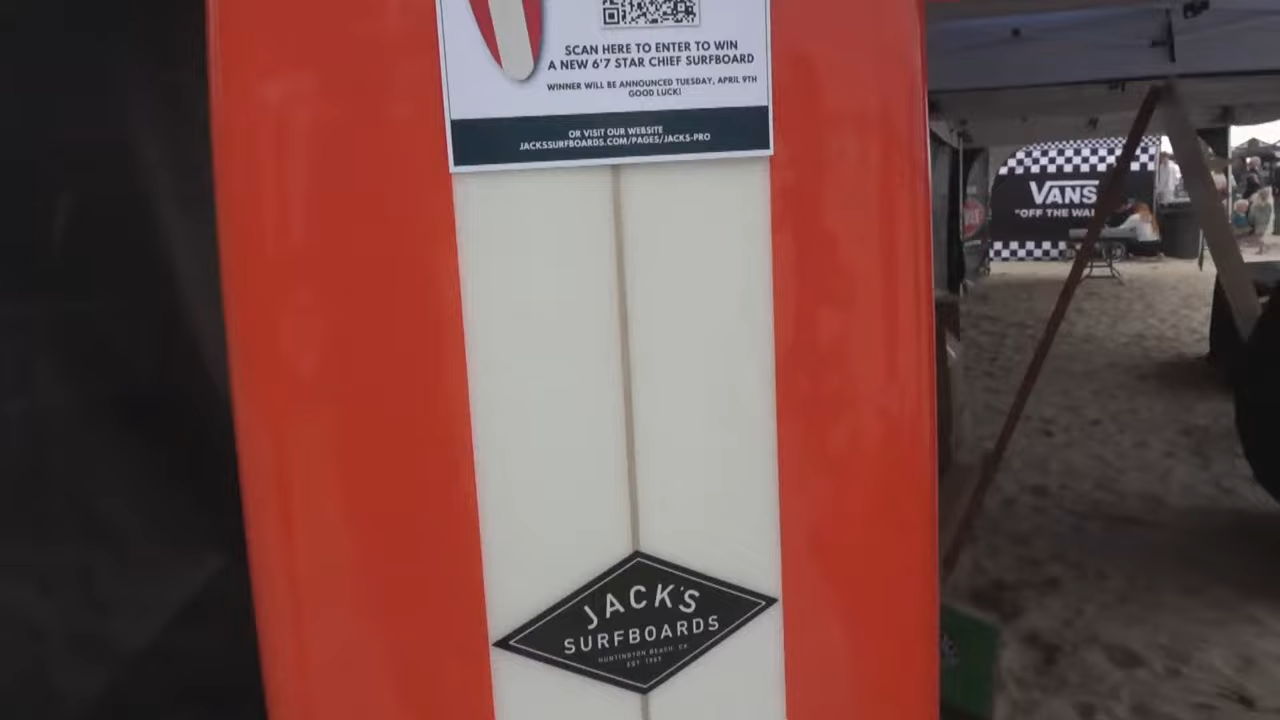 SCAN HERE TO ENTER TO WIN
A NEW 6'7 STAR CHIEF SURFBOARD
WINNER WILL BE ANNOUNCED TUESDAY, APRIL 9TH
GOOD LUCK!
OR VISIT OUR WEBSITE
JACKSSURFBOARDS.COM/PAGES/JACKS-PRO
VANS
"OFF THE WAL
JACK'S
SURFBOARDS
HUNTINGTON BEACH, CA
EST. 1957